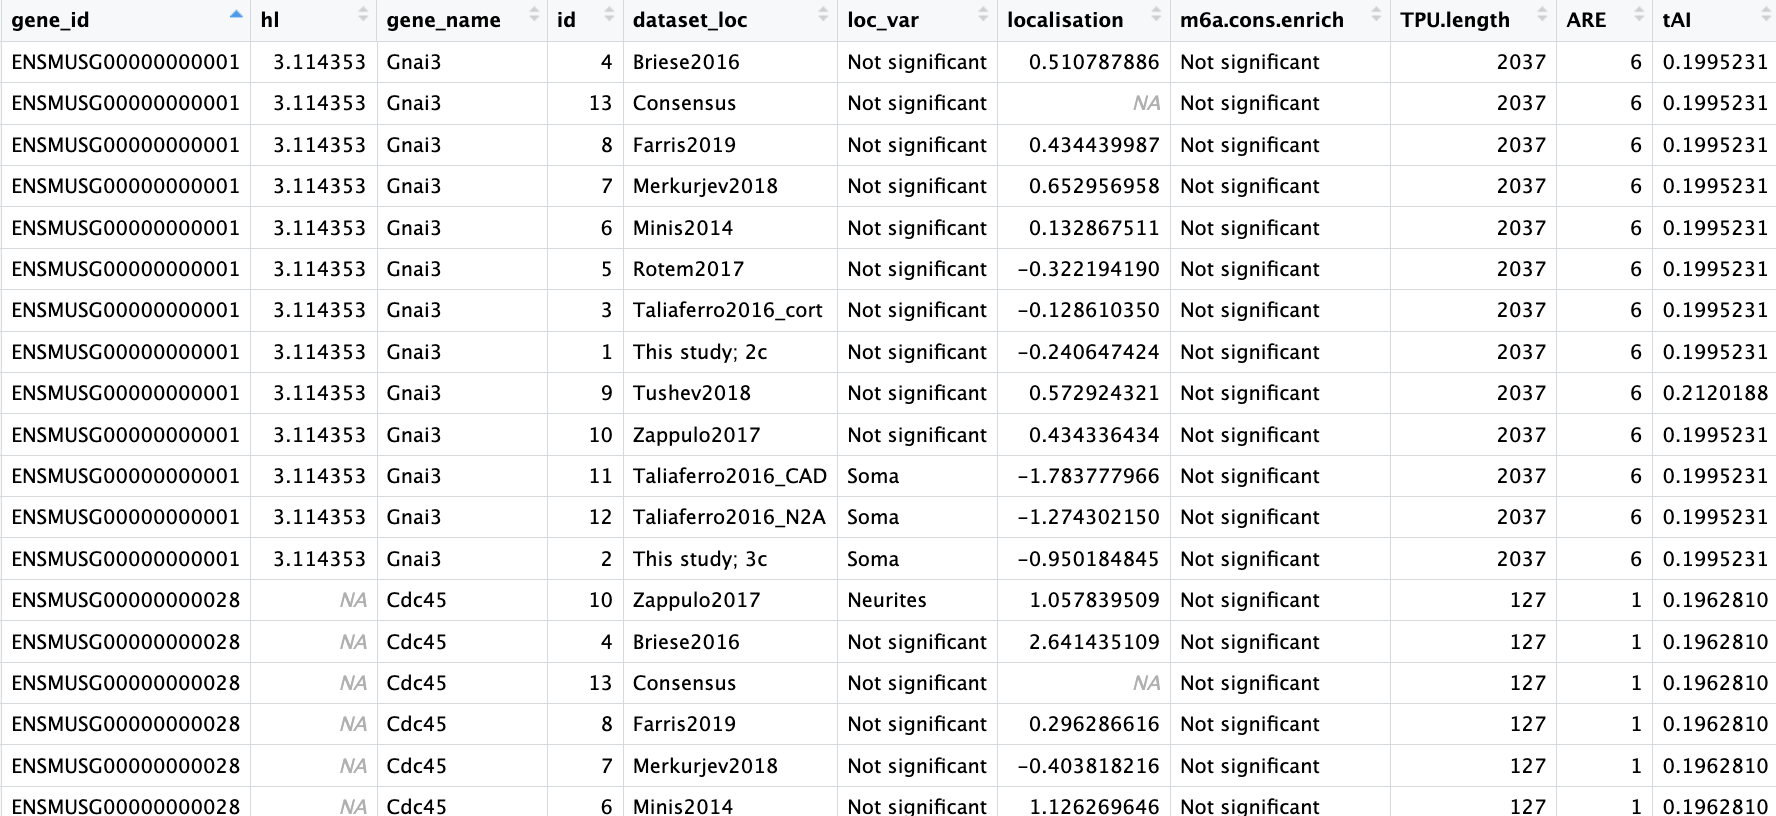 gene_id hl gene_name id dataset_loc loc_var localisation m6a.cons.enrich TPU.length ARE tAI
ENSMUSG00000000001 3.114353 Gnai3 4 Briese2016 Not significant 0.510787886 Not significant 2037 6 0.1995231
ENSMUSG00000000001 3.114353 Gnai3 13 Consensus Not significant NA Not significant 2037 6 0.1995231
ENSMUSG00000000001 3.114353 Gnai3 8 Farris2019 Not significant 0.434439987 Not significant 2037 6 0.1995231
ENSMUSG00000000001 3.114353 Gnai3 7 Merkurjev2018 Not significant 0.652956958 Not significant 2037 6 0.1995231
ENSMUSG00000000001 3.114353 Gnai3 6 Minis2014 Not significant 0.132867511 Not significant 2037 6 0.1995231
ENSMUSG00000000001 3.114353 Gnai3 5 Rotem2017 Not significant −0.322194190 Not significant 2037 6 0.1995231
ENSMUSG00000000001 3.114353 Gnai3 3 Taliaferro2016_cort Not significant −0.128610350 Not significant 2037 6 0.1995231
ENSMUSG00000000001 3.114353 Gnai3 1 This study; 2c Not significant −0.240647424 Not significant 2037 6 0.1995231
ENSMUSG00000000001 3.114353 Gnai3 9 Tushev2018 Not significant 0.572924321 Not significant 2037 6 0.2120188
ENSMUSG00000000001 3.114353 Gnai3 10 Zappulo2017 Not significant 0.434336434 Not significant 2037 6 0.1995231
ENSMUSG00000000001 3.114353 Gnai3 11 Taliaferro2016_CAD Soma −1.783777966 Not significant 2037 6 0.1995231
ENSMUSG00000000001 3.114353 Gnai3 12 Taliaferro2016_N2A Soma −1.274302150 Not significant 2037 6 0.1995231
ENSMUSG00000000001 3.114353 Gnai3 2 This study; 3c Soma −0.950184845 Not significant 2037 6 0.1995231
ENSMUSG00000000028 NA Cdc45 10 Zappulo2017 Neurites 1.057839509 Not significant 127 1 0.1962810
ENSMUSG00000000028 NA Cdc45 4 Briese2016 Not significant 2.641435109 Not significant 127 1 0.1962810
ENSMUSG00000000028 NA Cdc45 13 Consensus Not significant NA Not significant 127 1 0.1962810
ENSMUSG00000000028 NA Cdc45 8 Farris2019 Not significant 0.296286616 Not significant 127 1 0.1962810
ENSMUSG00000000028 NA Cdc45 7 Merkurjev2018 Not significant −0.403818216 Not significant 127 1 0.1962810
ENSMUSG00000000028 NA Cdc45 6 Minis2014 Not significant 1.126269646 Not significant 127 1 0.1962810